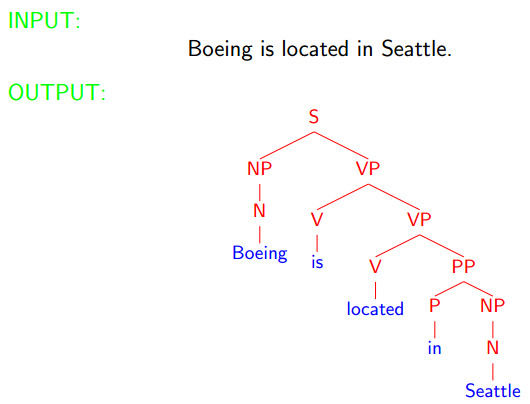 INPUT:
Boeing is located in Seattle.
OUTPUT:
S
NP VP
N V VP
Boeing is V PP
located P NP
in N
Seattle